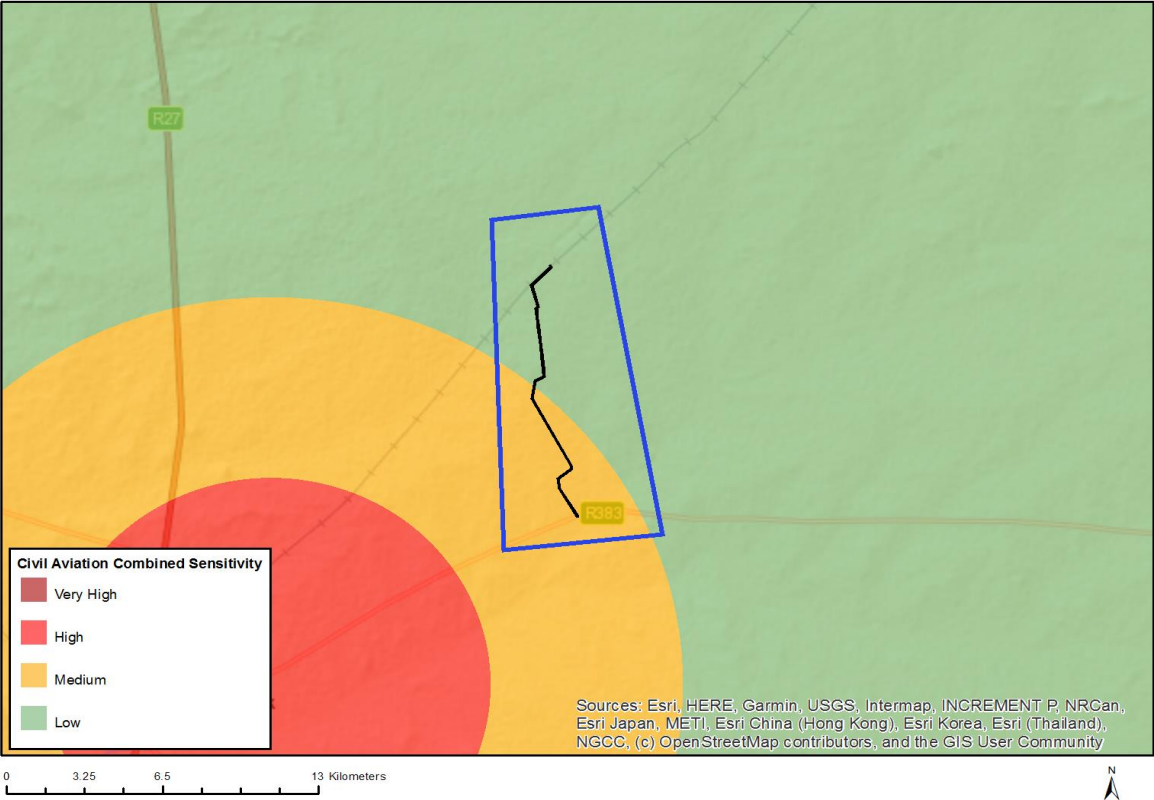 R27
R383
Civil Aviation Combined Sensitivity
Very High
High
Medium
Low
Sources: Esri, HERE, Garmin, USGS, Intermap, INCREMENT P, NRCan,
Esri Japan, METI, Esri China (Hong Kong), Esri Korea, Esri (Thailand),
NGCC, (c) OpenStreetMap contributors, and the GIS User Community
0 3.25 6.5 13 Kilometers
N